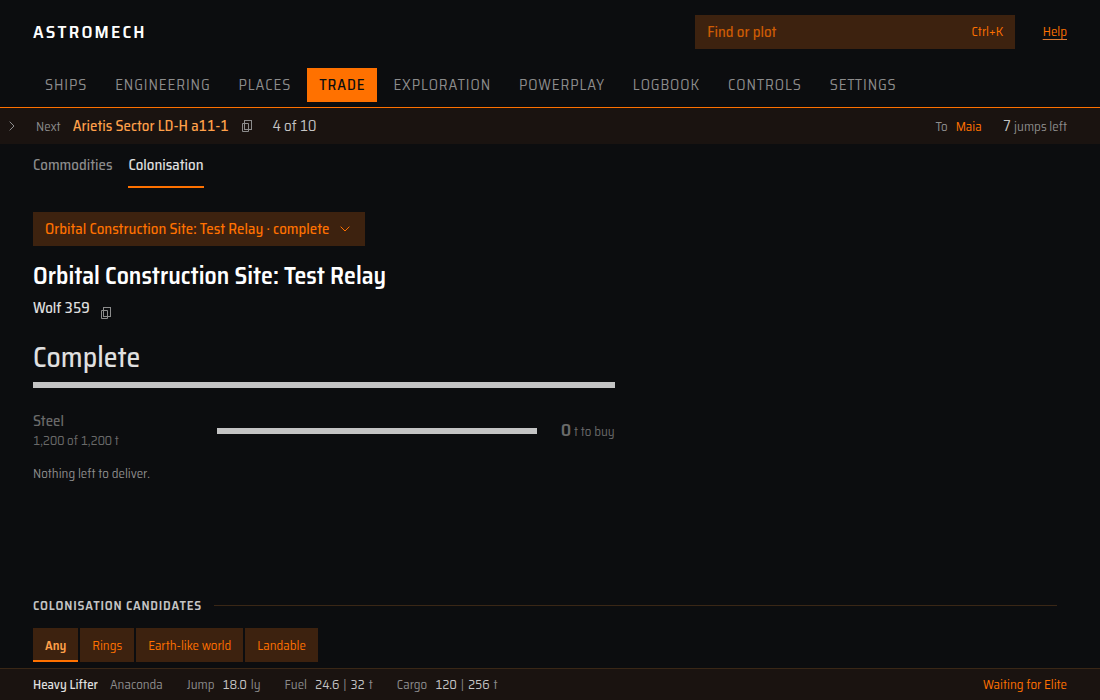 ASTROMECH
Find or plot Ctrl+K Help
SHIPS ENGINEERING PLACES TRADE EXPLORATION POWERPLAY LOGBOOK CONTROLS SETTINGS
Next Arietis Sector LD-H a11-1 4 of 10 To Maia 7 jumps left
Commodities Colonisation
Orbital Construction Site: Test Relay · complete
Orbital Construction Site: Test Relay
Wolf 359
Complete
Steel
1,200 of 1,200 t
0 t to buy
Nothing left to deliver.
COLONISATION CANDIDATES
Any Rings Earth-like world Landable
Heavy Lifter Anaconda Jump 18.0 ly Fuel 24.6 | 32 t Cargo 120 | 256 t Waiting for Elite